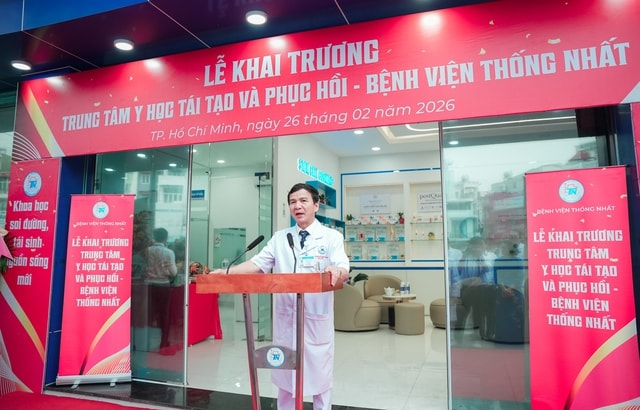 LỄ KHAI TRƯƠNG
TRUNG TÂM Y HỌC TÁI TẠO VÀ PHỤC HỒI - BỆNH VIỆN THỐNG NHẤT
TP. Hồ Chí Minh, ngày 26 tháng 02 năm 2026
Khoa học
soi đường,
tái sinh
sống
mới
BỆNH VIỆN THỐNG NHẤT
LỄ KHAI TRƯƠNG
TRUNG TÂM
Y HỌC TÁI TẠO
VÀ PHỤC HỒI -
BỆNH VIỆN
THỐNG NHẤT
BỆNH VIỆN THỐNG NHẤT
LỄ KHAI TRƯƠNG
TRUNG TÂM
Y HỌC TÁI TẠO
VÀ PHỤC HỒI -
BỆNH VIỆN
THỐNG NHẤT